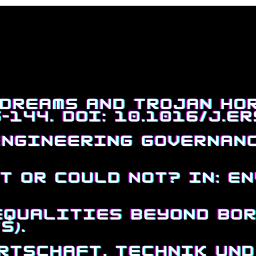 DREAMS AND TROJAN HOR
-144. DOI: 10.1016/J.ERS
NGINEERING GOVERNANC
T OR COULD NOT? IN: EN
EQUALITIES BEYOND BOR
S).
RTSCHAFT, TECHNIK UND